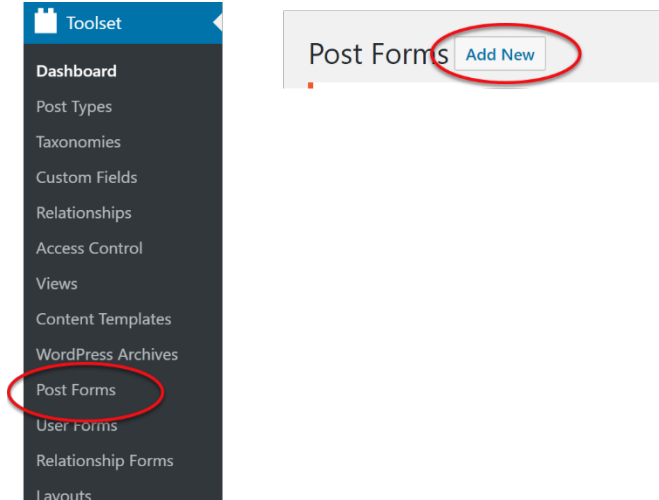 Toolset
Dashboard
Post Types
Taxonomies
Custom Fields
Relationships
Access Control
Views
Content Templates
WordPress Archives
Post Forms
User Forms
Relationship Forms
Layouts
Post Forms Add New